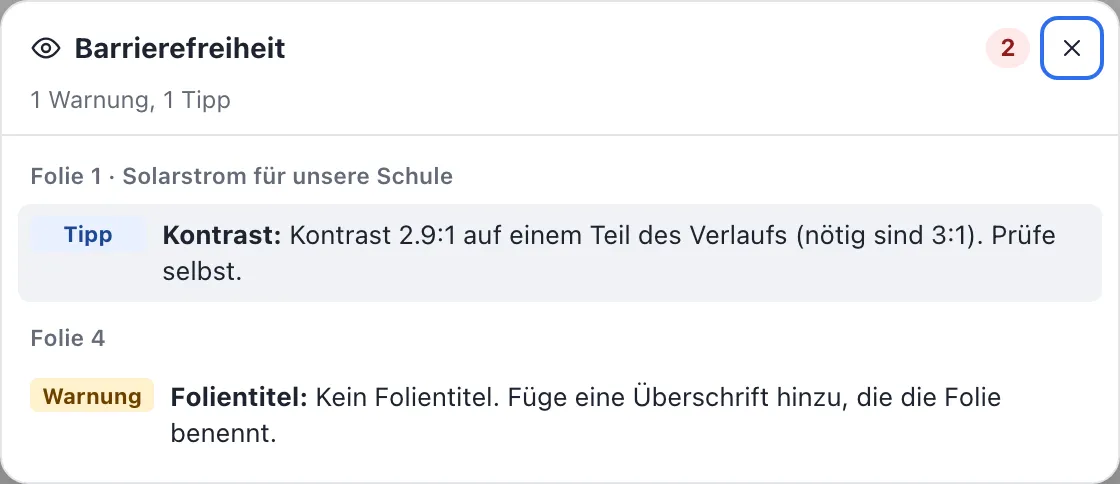 Barrierefreiheit
2
1 Warnung, 1 Tipp
Folie 1 · Solarstrom für unsere Schule
Tipp
Kontrast: Kontrast 2.9:1 auf einem Teil des Verlaufs (nötig sind 3:1). Prüfe
selbst.
Folie 4
Warnung
Folientitel: Kein Folientitel. Füge eine Überschrift hinzu, die die Folie
benennt.